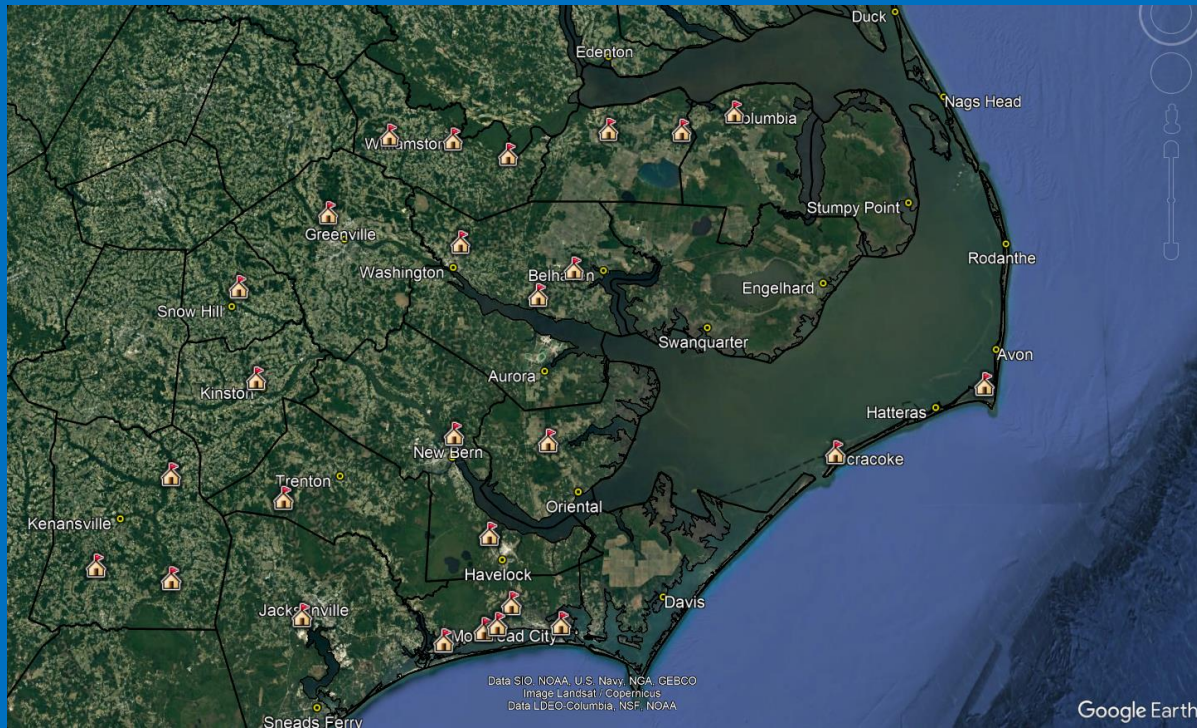 Duck
Edenton
Nags Head
Columbia
Williamston
Stumpy Point
Greenville
Rodanthe
Washington
Belhaven
Engelhard
Snow Hill
Swanquarter
Avon
Aurora
Kinston
Hatteras
New Bern
Ocracoke
Trenton
Oriental
Kenansville
Havelock
Davis
Jacksonville
Morehead City
Data SIO, NOAA, U.S. Navy, NGA, GEBCO
Image Landsat / Copernicus
Data LDEO-Columbia, NSF, NOAA
Google Earth
Sneads Ferry